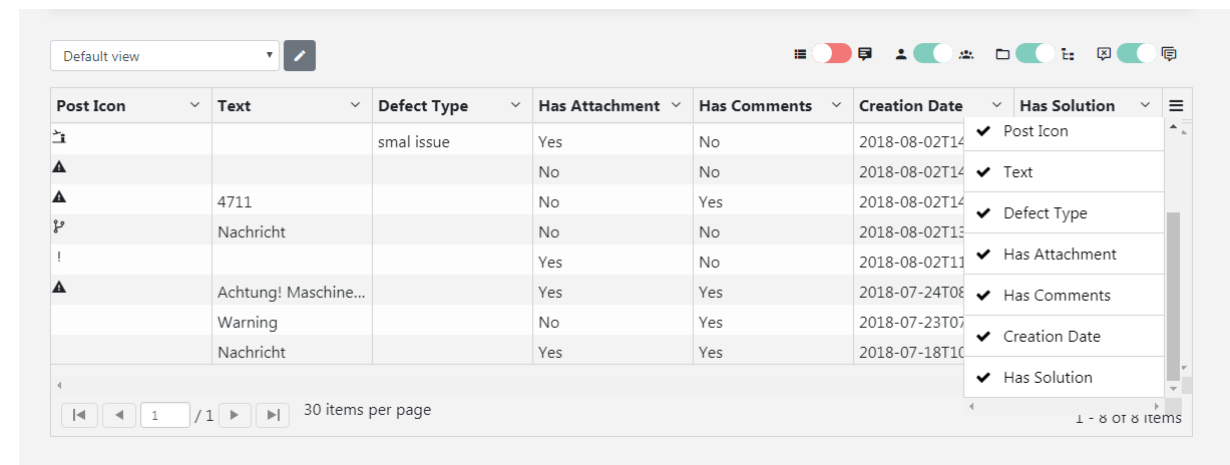 Default view
Post Icon Text Defect Type Has Attachment Has Comments Creation Date Has Solution
smal issue Yes No 2018-08-02T14
No No 2018-08-02T14
4711 No Yes 2018-08-02T14
Nachricht No No 2018-08-02T13
! Yes No 2018-08-02T11
Achtung! Maschine... Yes Yes 2018-07-24T08
Warning No Yes 2018-07-23T07
Nachricht Yes Yes 2018-07-18T10
Post Icon
Text
Defect Type
Has Attachment
Has Comments
Creation Date
Has Solution
1 / 1 30 items per page
1 - 8 of 8 items